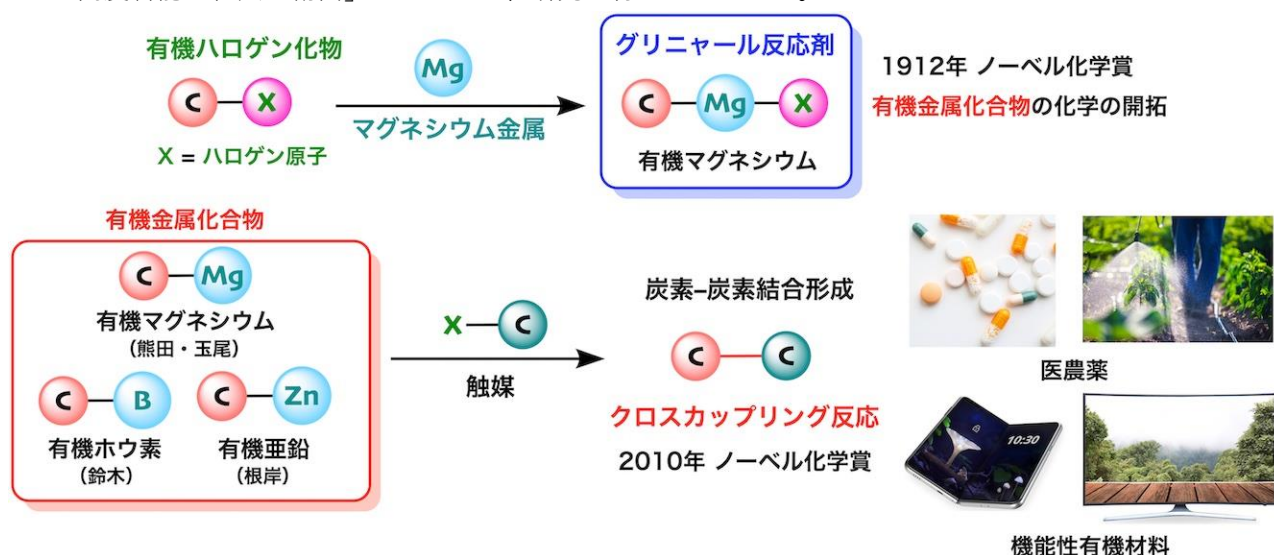 有機ハロゲン化物
C
X
X = ハロゲン原子
Mg
マグネシウム金属
グリニャール反応剤
C
Mg
X
有機マグネシウム
1912年 ノーベル化学賞
有機金属化合物の化学の開拓
有機金属化合物
C
Mg
有機マグネシウム
(熊田・玉尾)
C
B
有機ホウ素
(鈴木)
C
Zn
有機亜鉛
(根岸)
X
C
触媒
炭素–炭素結合形成
C
C
クロスカップリング反応
2010年 ノーベル化学賞
医農薬
10:30
機能性有機材料